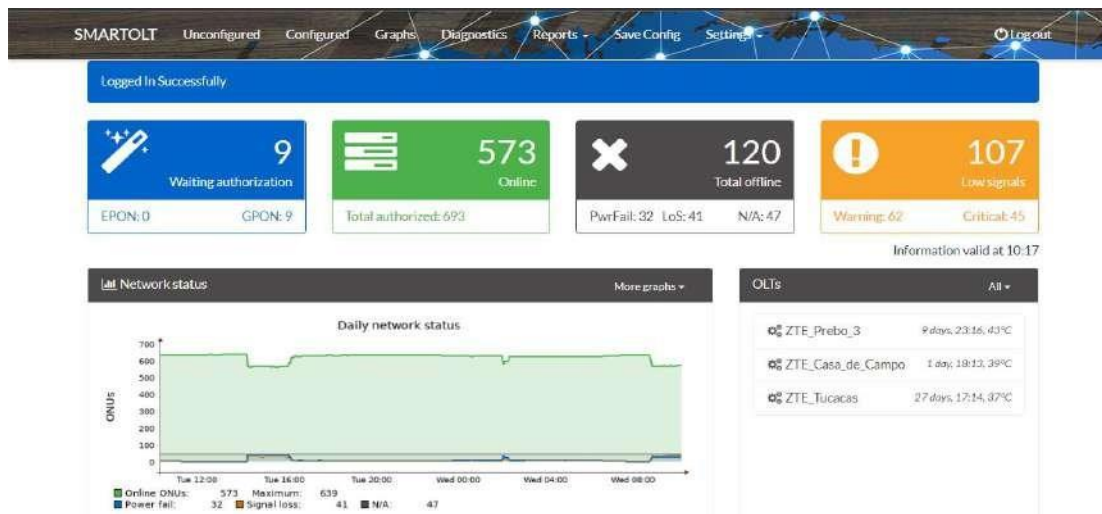 SMARTOLT Unconfigured Configured Graphs Diagnostics Reports Save Config Settings Logout
Logged In Successfully
9
Waiting authorization
EPON: 0 GPON: 9
573
Online
Total authorized: 693
120
Total offline
PwrFail: 32 LoS: 41 N/A: 47
107
Low signals
Warning: 62 Critical: 45
Information valid at 10:17
Network status More graphs
Daily network status
ONUs
700
600
500
400
300
200
100
0
Tue 12:00 Tue 16:00 Tue 20:00 Wed 00:00 Wed 04:00 Wed 08:00
Online ONUs: 573 Maximum: 639
Power fail: 32 Signal loss: 41 N/A: 47
OLTs All
ZTE_Prebo_3 9 days, 23:16, 43°C
ZTE_Casa_de_Campo 1 day, 18:13, 39°C
ZTE_Tucacas 27 days, 17:14, 37°C